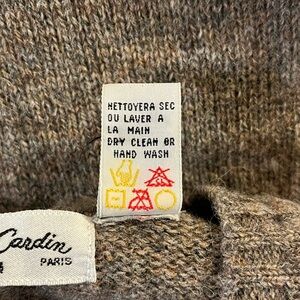 NETTOYERA SEC
OU LAVER A
LA MAIN
DRY CLEAN OR
HAND WASH
Cardin
PARIS